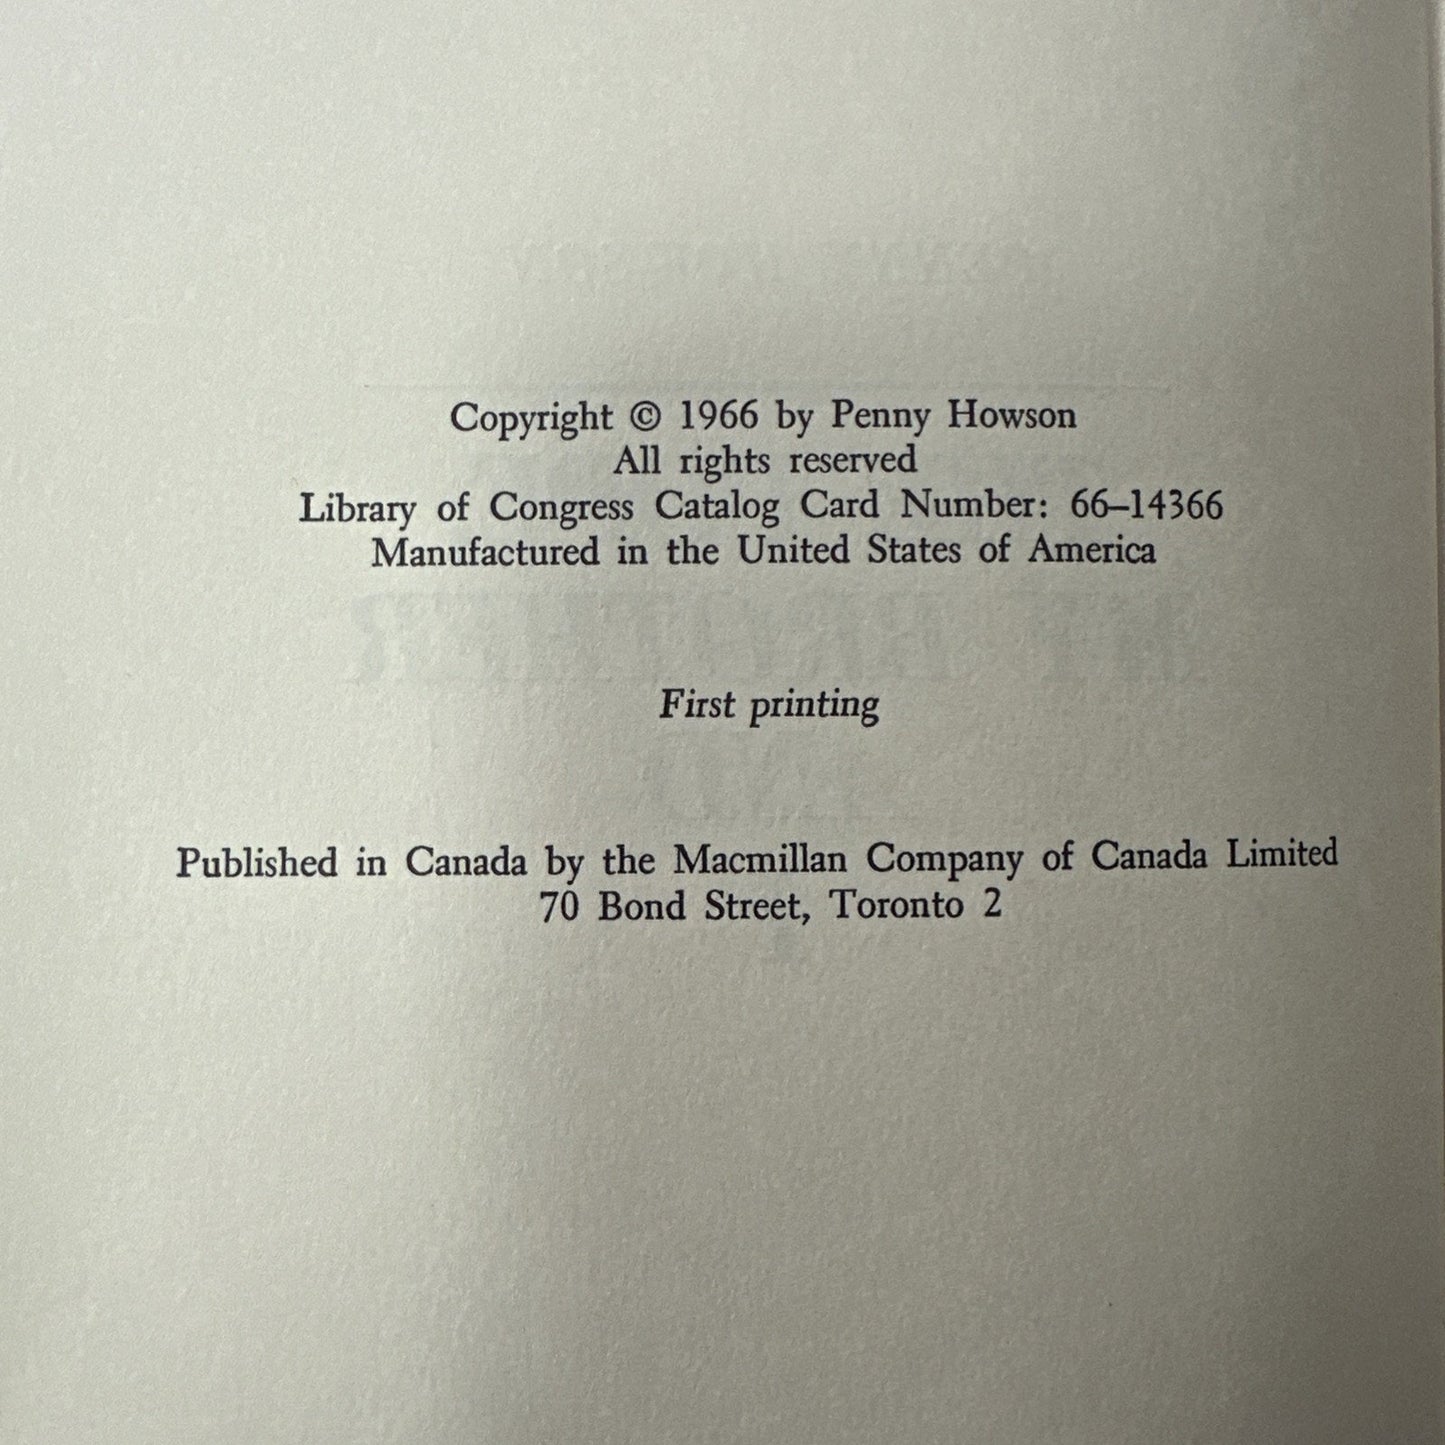 Copyright © 1966 by Penny Howson
All rights reserved
Library of Congress Catalog Card Number: 66–14366
Manufactured in the United States of America
First printing
Published in Canada by the Macmillan Company of Canada Limited
70 Bond Street, Toronto 2